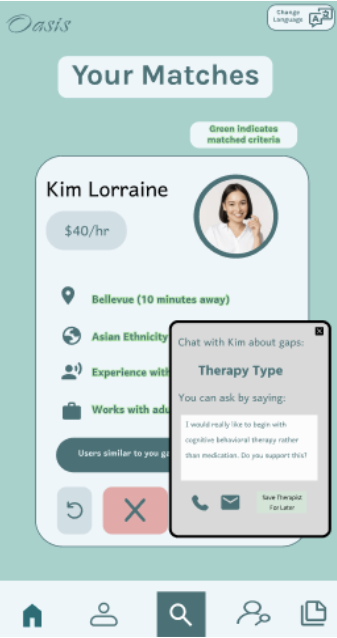 Oasis
Change
Language
A
Your Matches
Green indicates
matched criteria
Kim Lorraine
$40/hr
Bellevue (10 minutes away)
Asian Ethnicity
Experience with
Works with adu
Users similar to you ga
Chat with Kim about gaps:
Therapy Type
You can ask by saying:
I would really like to begin with
cognitive behavioral therapy rather
than medication. Do you support this?
Save Therapist
For Later